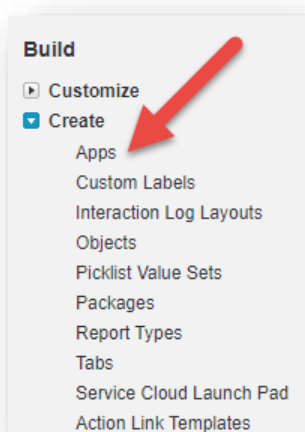 Build
Customize
Create
Apps
Custom Labels
Interaction Log Layouts
Objects
Picklist Value Sets
Packages
Report Types
Tabs
Service Cloud Launch Pad
Action Link Templates